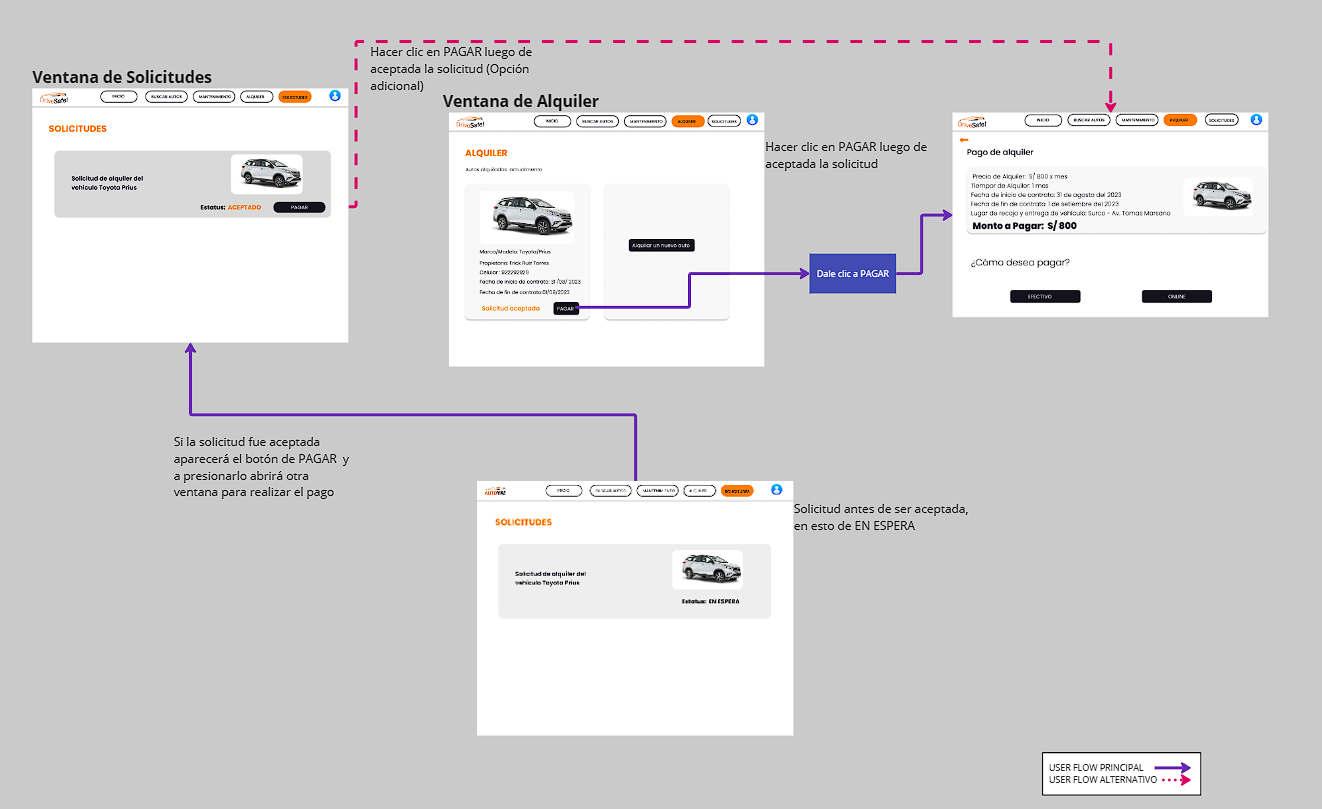 Hacer clic en PAGAR luego de
aceptada la solicitud (Opción
adicional)
Ventana de Solicitudes
DriveSafe!
INICIO
BUSCAR AUTOS
MANTENIMIENTO
ALQUILER
SOLICITUDES
SOLICITUDES
Solicitud de alquiler del
vehículo Toyota Prius
Estatus: ACEPTADO
PAGAR
Ventana de Alquiler
DriveSafe!
INICIO
BUSCAR AUTOS
MANTENIMIENTO
ALQUILER
SOLICITUDES
ALQUILER
Autos alquilados actualmente
Marca/Modelo: Toyota/Prius
Propietario: Erick Ruiz Torres
Celular : 922292929
Fecha de inicio de contrato: 31 /08/ 2023
Fecha de fin de contrato:01/09/2023
Solicitud aceptada
PAGAR
Alquilar un nuevo auto
Hacer clic en PAGAR luego de
aceptada la solicitud
Dale clic a PAGAR
DriveSafe!
INICIO
BUSCAR AUTOS
MANTENIMIENTO
ALQUILER
SOLICITUDES
Pago de alquiler
Precio de Alquiler: S/ 800 x mes
Tiempor de Alquiler: 1 mes
Fecha de inicio de contrato: 31 de agosto del 2023
Fecha de fin de contrato: 1 de setiembre del 2023
Lugar de recojo y entrega de vehículo: Surco - Av. Tomas Marsano
Monto a Pagar: S/ 800
¿Cómo desea pagar?
EFECTIVO
ONLINE
Si la solicitud fue aceptada
aparecerá el botón de PAGAR y
a presionarlo abrirá otra
ventana para realizar el pago
INICIO
BUSCAR AUTOS
MANTENIMIENTO
ALQUILER
SOLICITUDES
SOLICITUDES
Solicitud de alquiler del
vehículo Toyota Prius
Estatus: EN ESPERA
Solicitud antes de ser aceptada,
en esto de EN ESPERA
USER FLOW PRINCIPAL
USER FLOW ALTERNATIVO